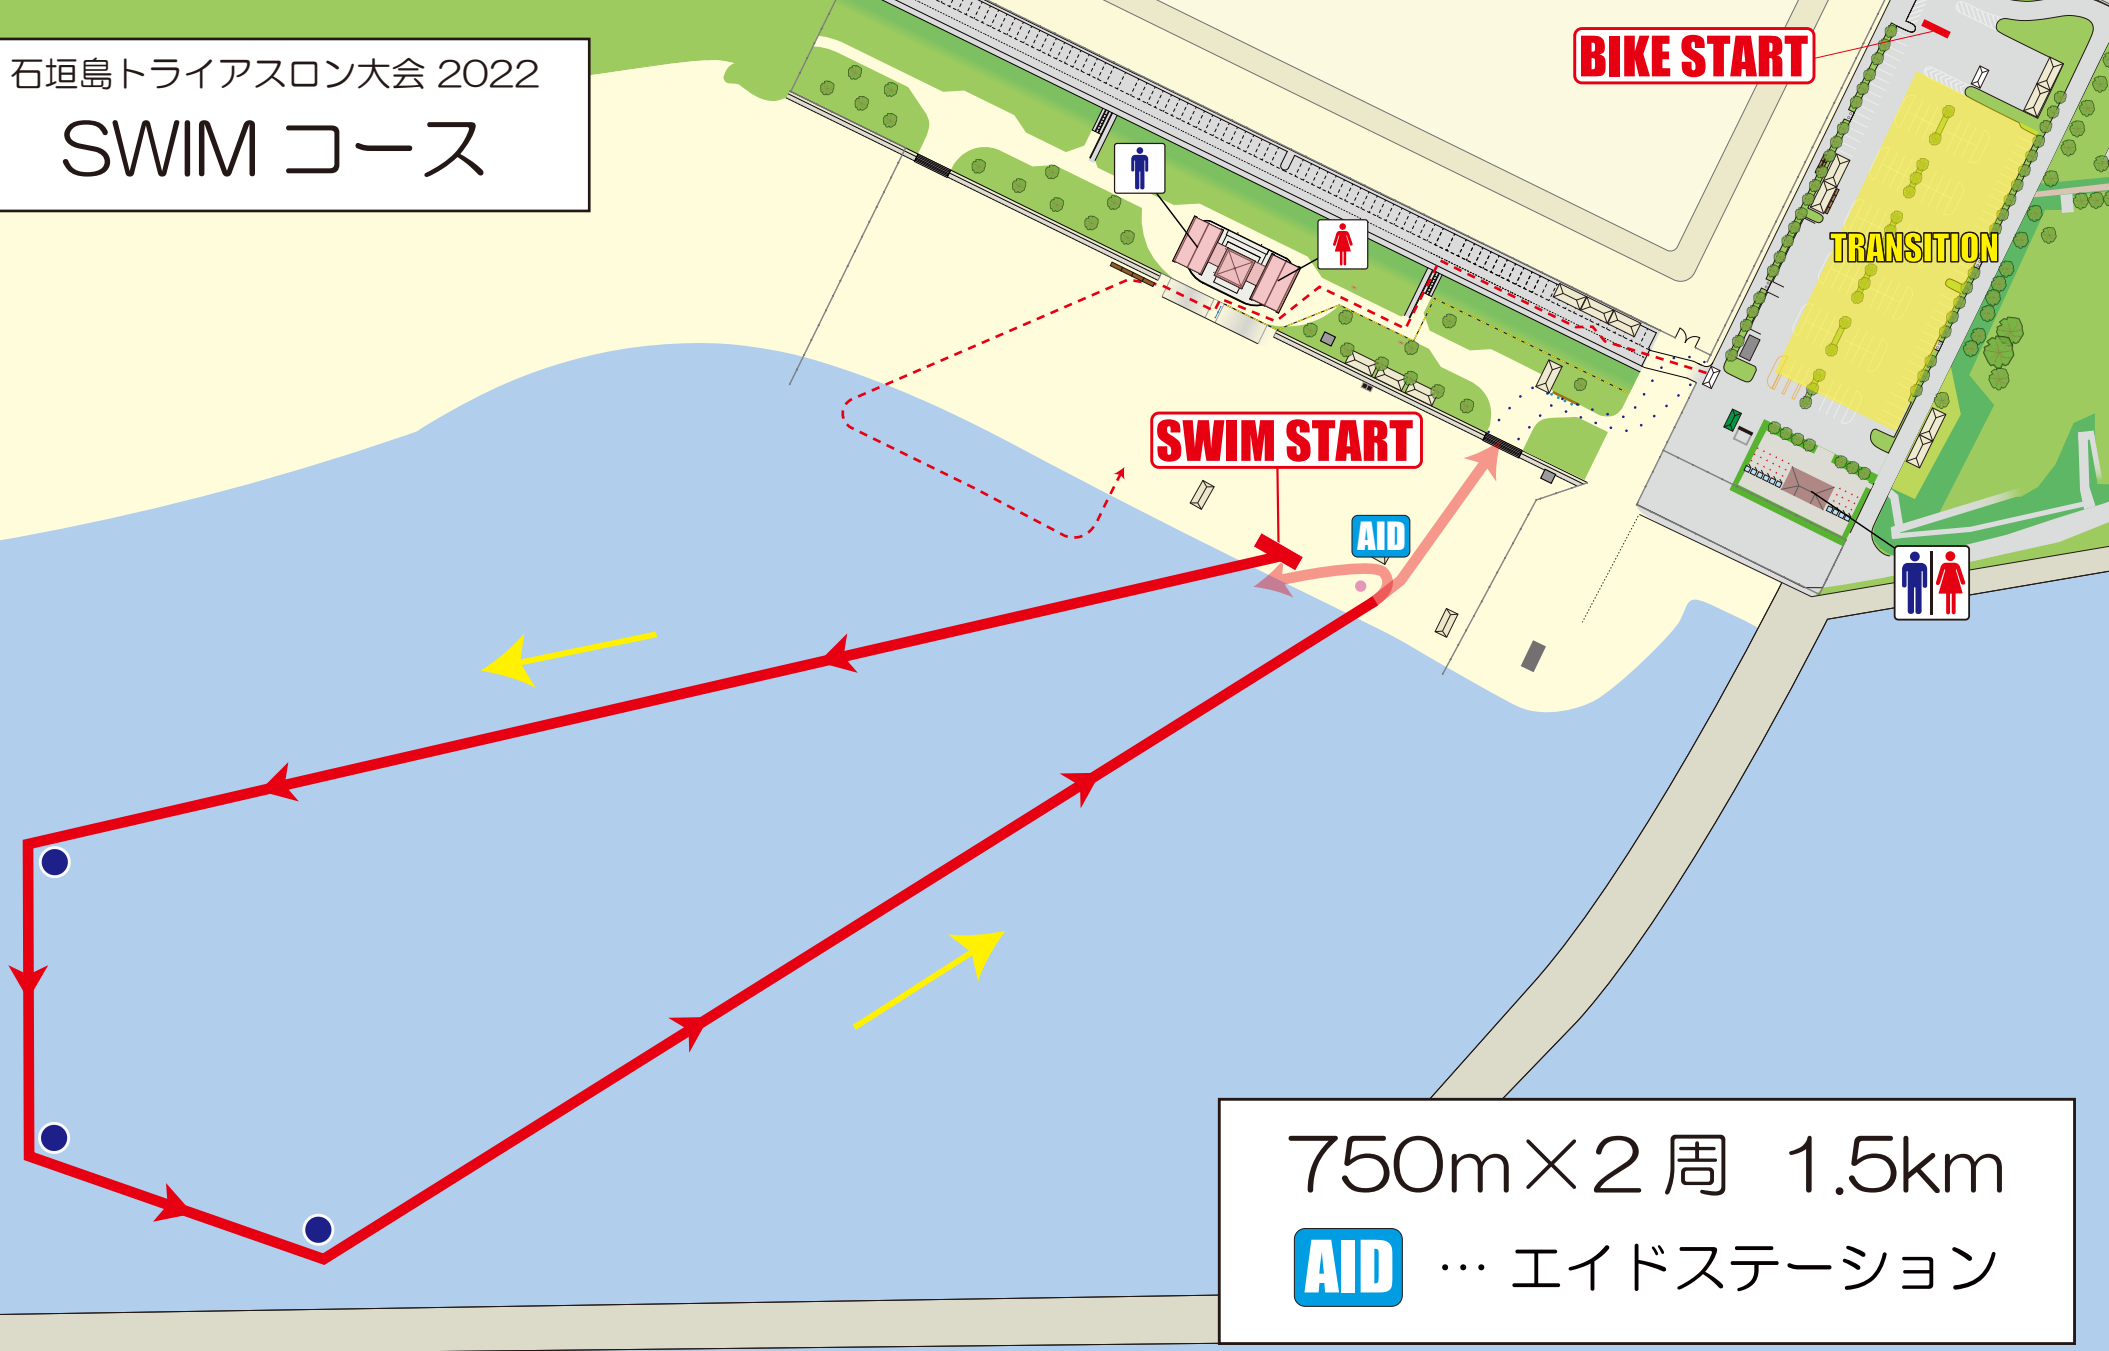 石垣島トライアスロン大会 2022
SWIM コース
BIKE START
TRANSITION
SWIM START
AID
750m×2 周 1.5km
AID … エイドステーション